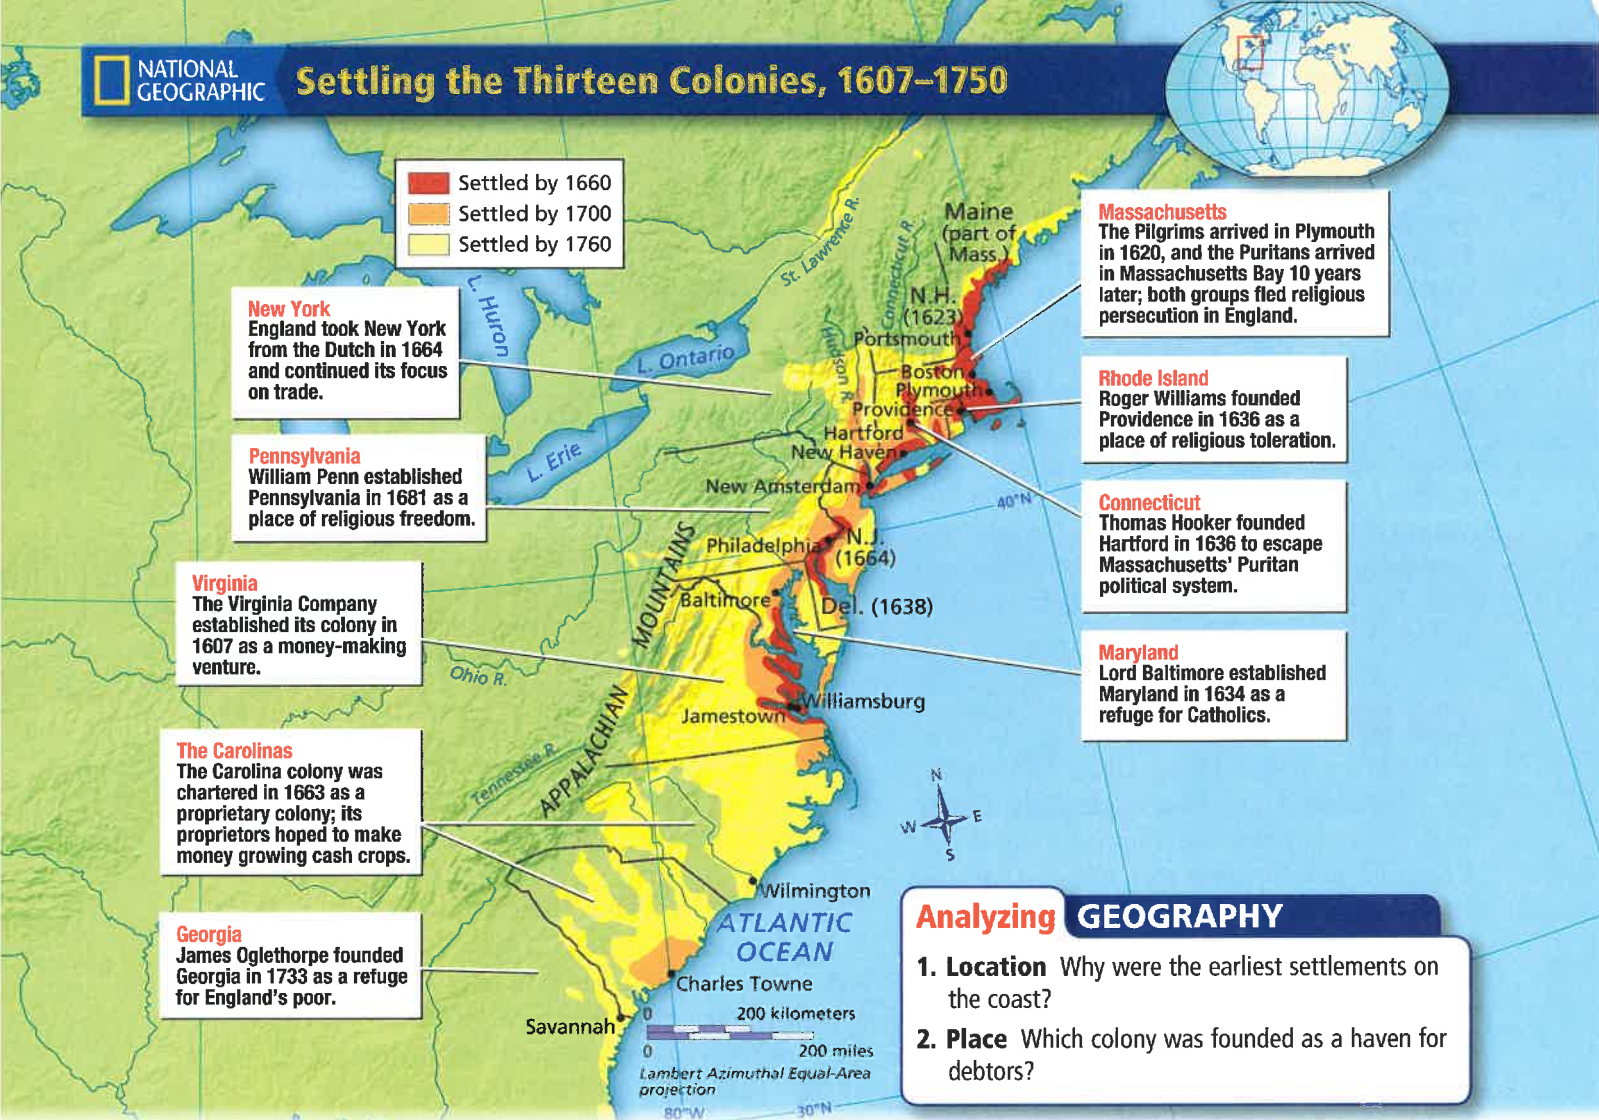 NATIONAL
GEOGRAPHIC
Settling the Thirteen Colonies, 1607–1750
Settled by 1660
Settled by 1700
Settled by 1760
Massachusetts
The Pilgrims arrived in Plymouth
in 1620, and the Puritans arrived
in Massachusetts Bay 10 years
later; both groups fled religious
persecution in England.
New York
England took New York
from the Dutch in 1664
and continued its focus
on trade.
Rhode Island
Roger Williams founded
Providence in 1636 as a
place of religious toleration.
Pennsylvania
William Penn established
Pennsylvania in 1681 as a
place of religious freedom.
Connecticut
Thomas Hooker founded
Hartford in 1636 to escape
Massachusetts' Puritan
political system.
Virginia
The Virginia Company
established its colony in
1607 as a money-making
venture.
Maryland
Lord Baltimore established
Maryland in 1634 as a
refuge for Catholics.
The Carolinas
The Carolina colony was
chartered in 1663 as a
proprietary colony; its
proprietors hoped to make
money growing cash crops.
Georgia
James Oglethorpe founded
Georgia in 1733 as a refuge
for England's poor.
Maine
(part of
Mass.)
St. Lawrence R.
Connecticut R.
Hudson R.
L. Huron
L. Ontario
L. Erie
N.H.
(1623)
Portsmouth
Boston
Plymouth
Providence
Hartford
New Haven
New Amsterdam
40°N
Philadelphia
N.J.
(1664)
Baltimore
Del. (1638)
APPALACHIAN MOUNTAINS
Ohio R.
Williamsburg
Jamestown
Tennessee R.
N
W
E
S
Wilmington
ATLANTIC
OCEAN
Charles Towne
Savannah
0
200 kilometers
0
200 miles
Lambert Azimuthal Equal-Area
projection
80°W
30°N
Analyzing GEOGRAPHY
1. Location Why were the earliest settlements on
the coast?
2. Place Which colony was founded as a haven for
debtors?